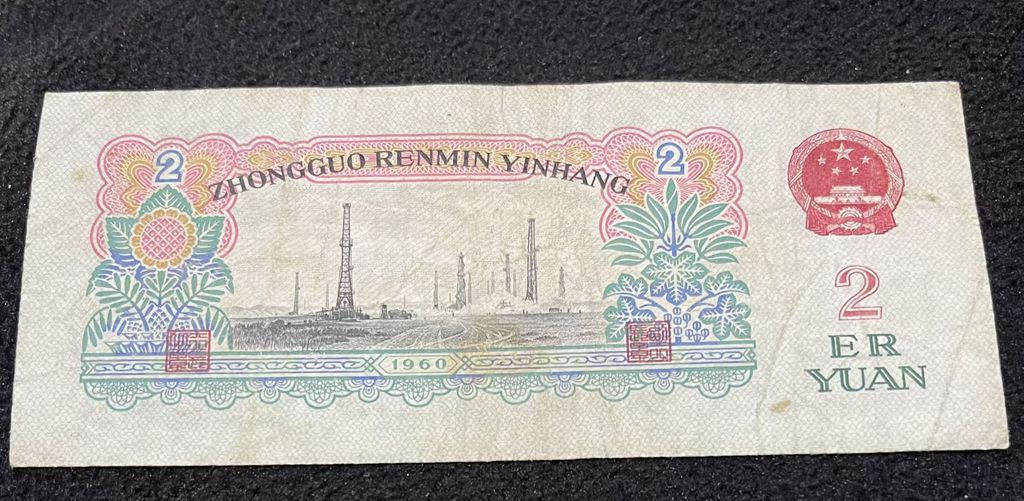 2
2
ZHONGGUO RENMIN YINHANG
1960
2
ER
YUAN